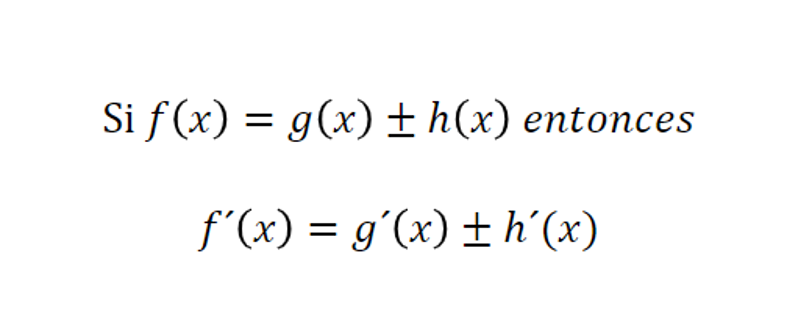 Si f(x) = g(x) ± h(x) entonces
f´(x) = g´(x) ± h´(x)